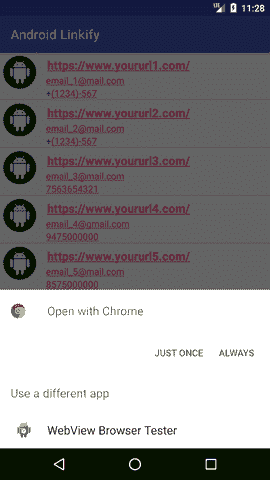 11:28
Android Linkify
https://www.yoururl1.com/
email_1@mail.com
+(1234)-567
https://www.yoururl2.com/
email_2@mail.com
+(1234)-567
https://www.yoururl3.com/
email_3@mail.com
7563654321
https://www.yoururl4.com/
email_4@gmail.com
9475000000
https://www.yoururl5.com/
email_5@mail.com
8575000000
Open with Chrome
JUST ONCE ALWAYS
Use a different app
WebView Browser Tester